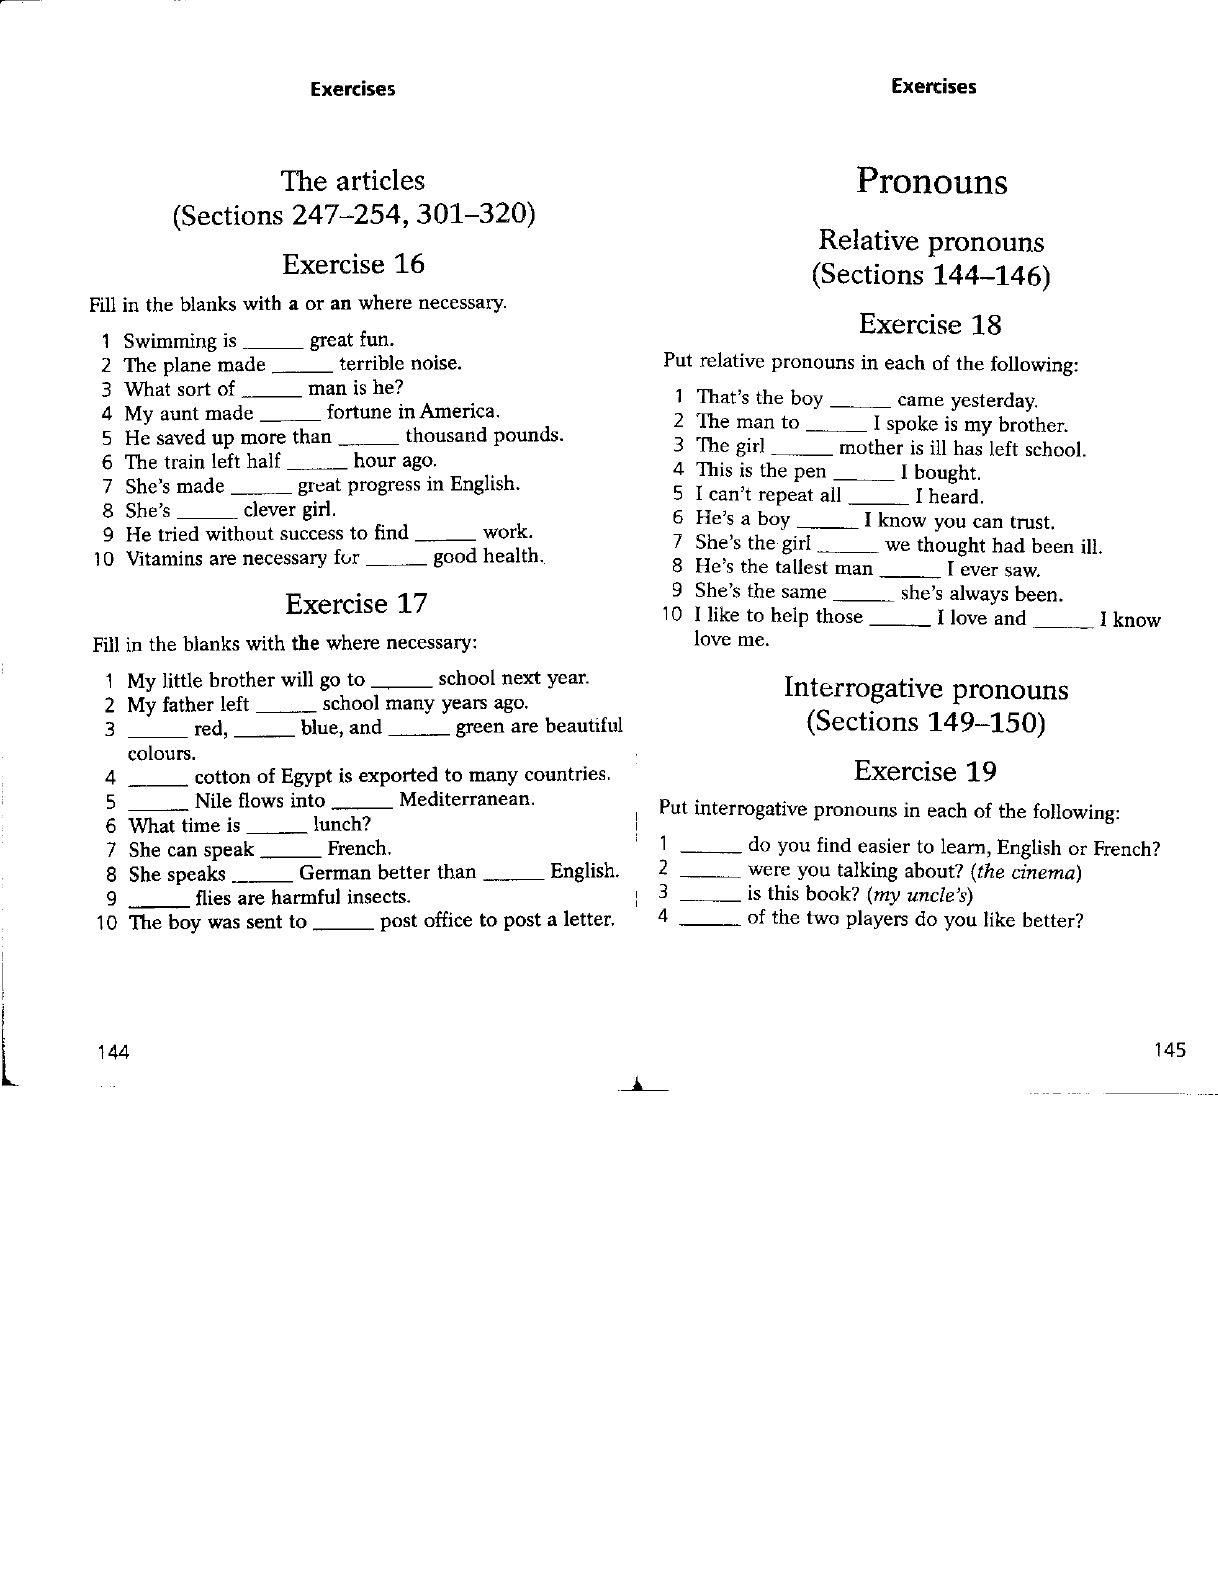 Exercises
The articles
(Sections 247–254, 301–320)
Exercise 16
Fill in the blanks with a or an where necessary.
1 Swimming is ______ great fun.
2 The plane made ______ terrible noise.
3 What sort of ______ man is he?
4 My aunt made ______ fortune in America.
5 He saved up more than ______ thousand pounds.
6 The train left half ______ hour ago.
7 She's made ______ great progress in English.
8 She's ______ clever girl.
9 He tried without success to find ______ work.
10 Vitamins are necessary for ______ good health.
Exercise 17
Fill in the blanks with the where necessary:
1 My little brother will go to ______ school next year.
2 My father left ______ school many years ago.
3 ______ red, ______ blue, and ______ green are beautiful
colours.
4 ______ cotton of Egypt is exported to many countries.
5 ______ Nile flows into ______ Mediterranean.
6 What time is ______ lunch?
7 She can speak ______ French.
8 She speaks ______ German better than ______ English.
9 ______ flies are harmful insects.
10 The boy was sent to ______ post office to post a letter.
144
Exercises
Pronouns
Relative pronouns
(Sections 144–146)
Exercise 18
Put relative pronouns in each of the following:
1 That's the boy ______ came yesterday.
2 The man to ______ I spoke is my brother.
3 The girl ______ mother is ill has left school.
4 This is the pen ______ I bought.
5 I can't repeat all ______ I heard.
6 He's a boy ______ I know you can trust.
7 She's the girl ______ we thought had been ill.
8 He's the tallest man ______ I ever saw.
9 She's the same ______ she's always been.
10 I like to help those ______ I love and ______ I know
love me.
Interrogative pronouns
(Sections 149–150)
Exercise 19
Put interrogative pronouns in each of the following:
1 ______ do you find easier to learn, English or French?
2 ______ were you talking about? (the cinema)
3 ______ is this book? (my uncle's)
4 ______ of the two players do you like better?
145